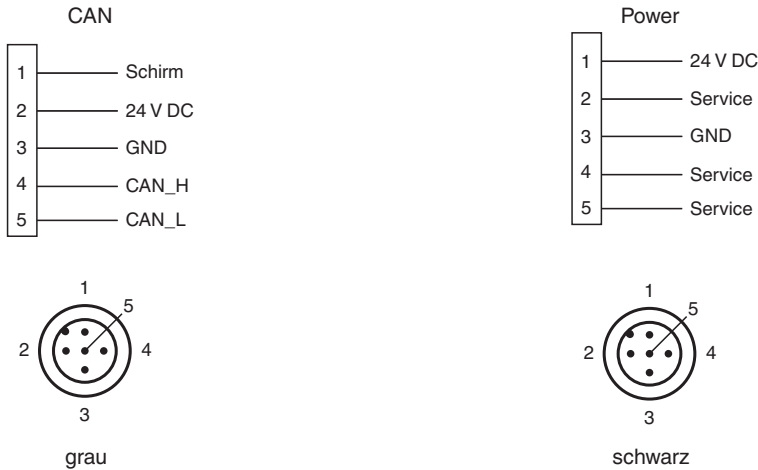 CAN
1 Schirm
2 24 V DC
3 GND
4 CAN_H
5 CAN_L
1
5
2
4
3
grau
Power
1 24 V DC
2 Service
3 GND
4 Service
5 Service
1
5
2
4
3
schwarz